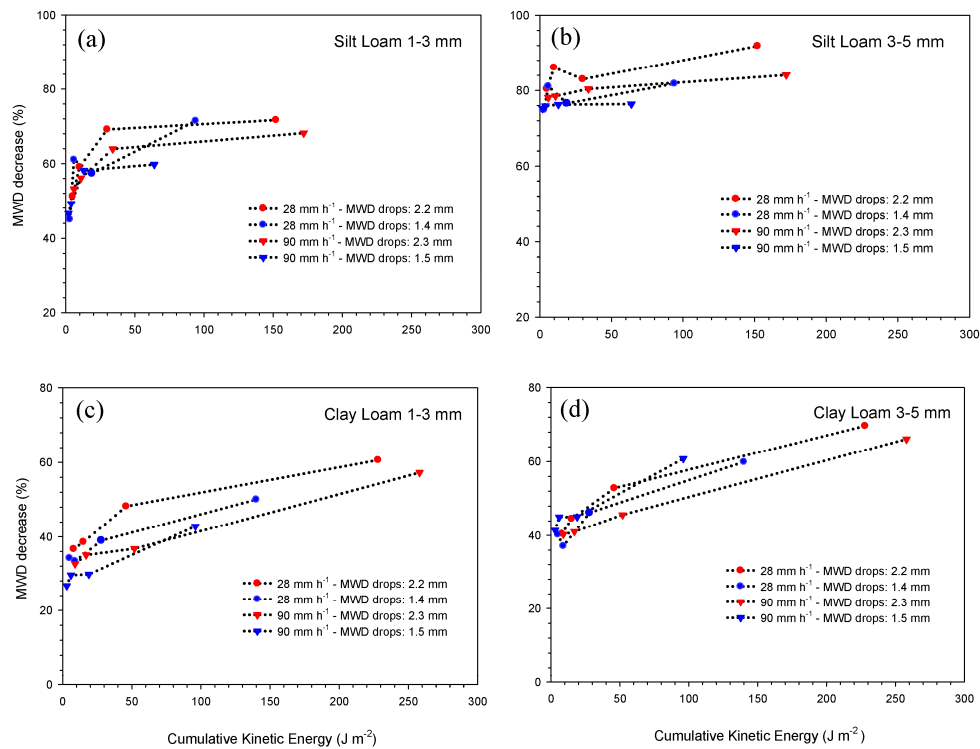 (a)
Silt Loam 1-3 mm
100
80
60
40
20
MWD decrease (%)
28 mm h⁻¹ - MWD drops: 2.2 mm
28 mm h⁻¹ - MWD drops: 1.4 mm
90 mm h⁻¹ - MWD drops: 2.3 mm
90 mm h⁻¹ - MWD drops: 1.5 mm
0 50 100 150 200 250 300
(b)
Silt Loam 3-5 mm
100
80
60
40
20
28 mm h⁻¹ - MWD drops: 2.2 mm
28 mm h⁻¹ - MWD drops: 1.4 mm
90 mm h⁻¹ - MWD drops: 2.3 mm
90 mm h⁻¹ - MWD drops: 1.5 mm
0 50 100 150 200 250 300
(c)
Clay Loam 1-3 mm
80
60
40
20
0
MWD decrease (%)
28 mm h⁻¹ - MWD drops: 2.2 mm
28 mm h⁻¹ - MWD drops: 1.4 mm
90 mm h⁻¹ - MWD drops: 2.3 mm
90 mm h⁻¹ - MWD drops: 1.5 mm
0 50 100 150 200 250 300
Cumulative Kinetic Energy (J m⁻²)
(d)
Clay Loam 3-5 mm
80
60
40
20
0
28 mm h⁻¹ - MWD drops: 2.2 mm
28 mm h⁻¹ - MWD drops: 1.4 mm
90 mm h⁻¹ - MWD drops: 2.3 mm
90 mm h⁻¹ - MWD drops: 1.5 mm
0 50 100 150 200 250 300
Cumulative Kinetic Energy (J m⁻² )